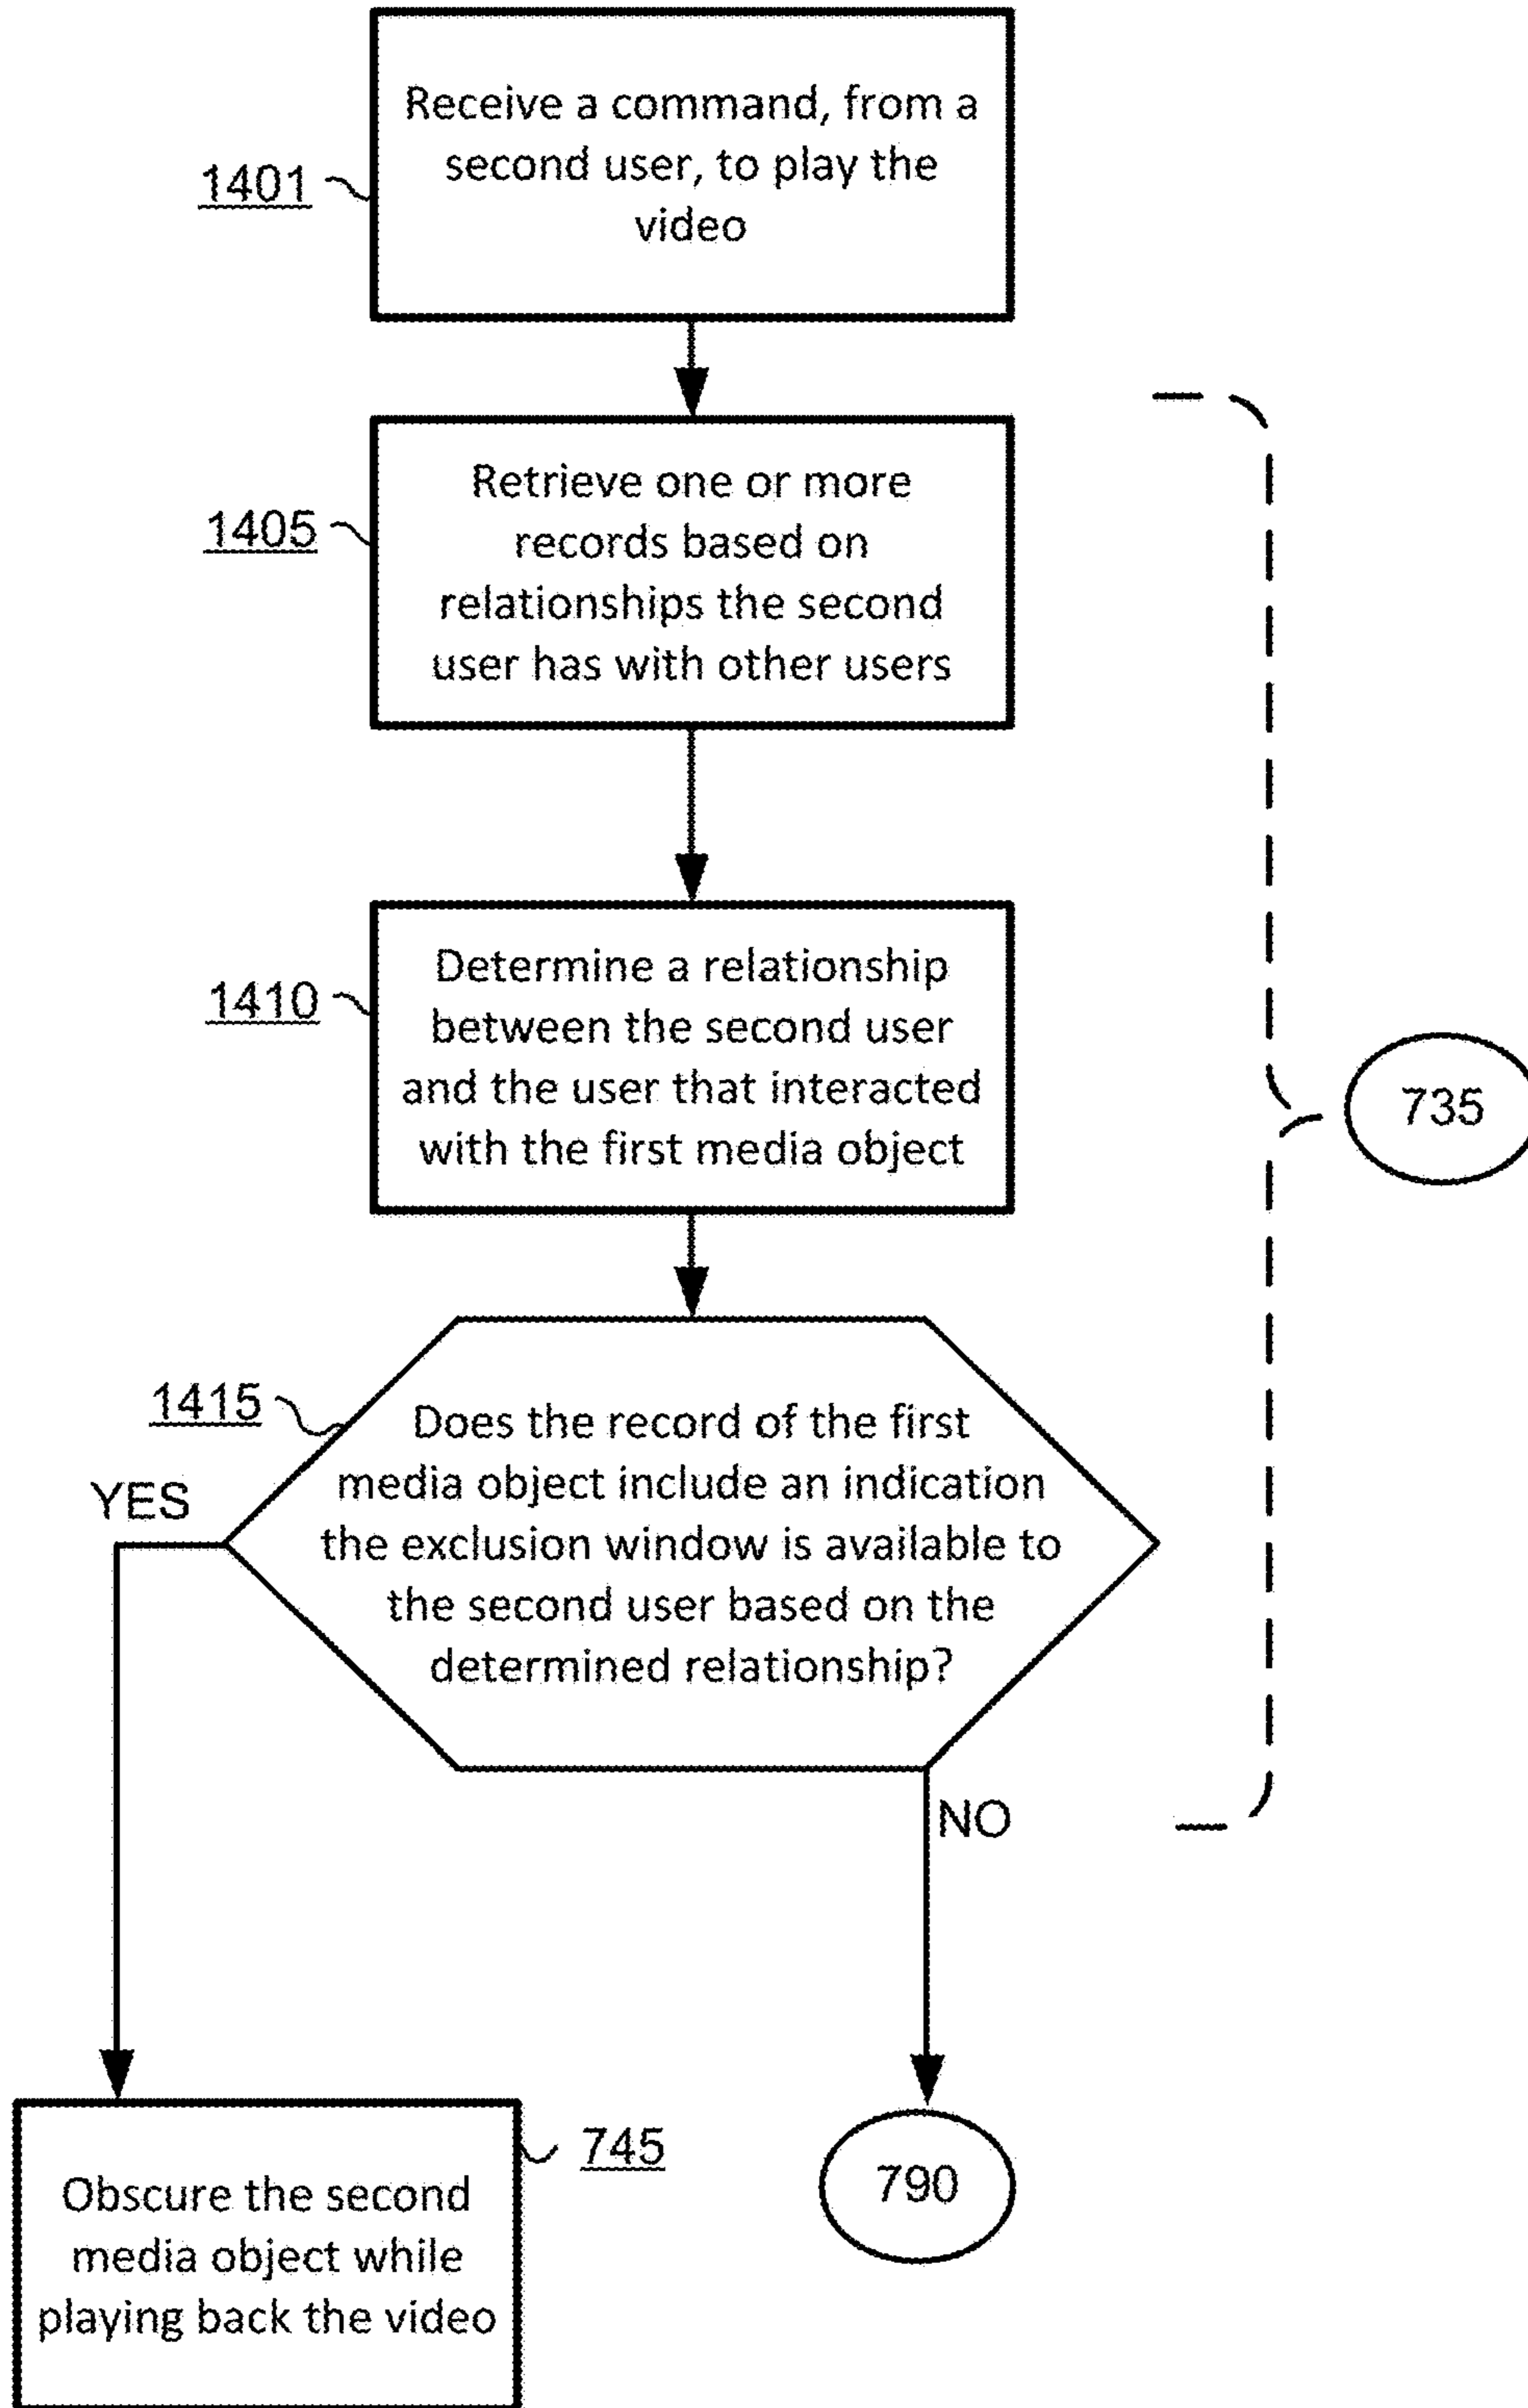 Receive a command, from a
second user, to play the
video
1401
Retrieve one or more
records based on
relationships the second
user has with other users
1405
Determine a relationship
between the second user
and the user that interacted
with the first media object
1410
735
Does the record of the first
media object include an indication
the exclusion window is available to
the second user based on the
determined relationship?
1415
YES
NO
Obscure the second
media object while
playing back the video
745
790